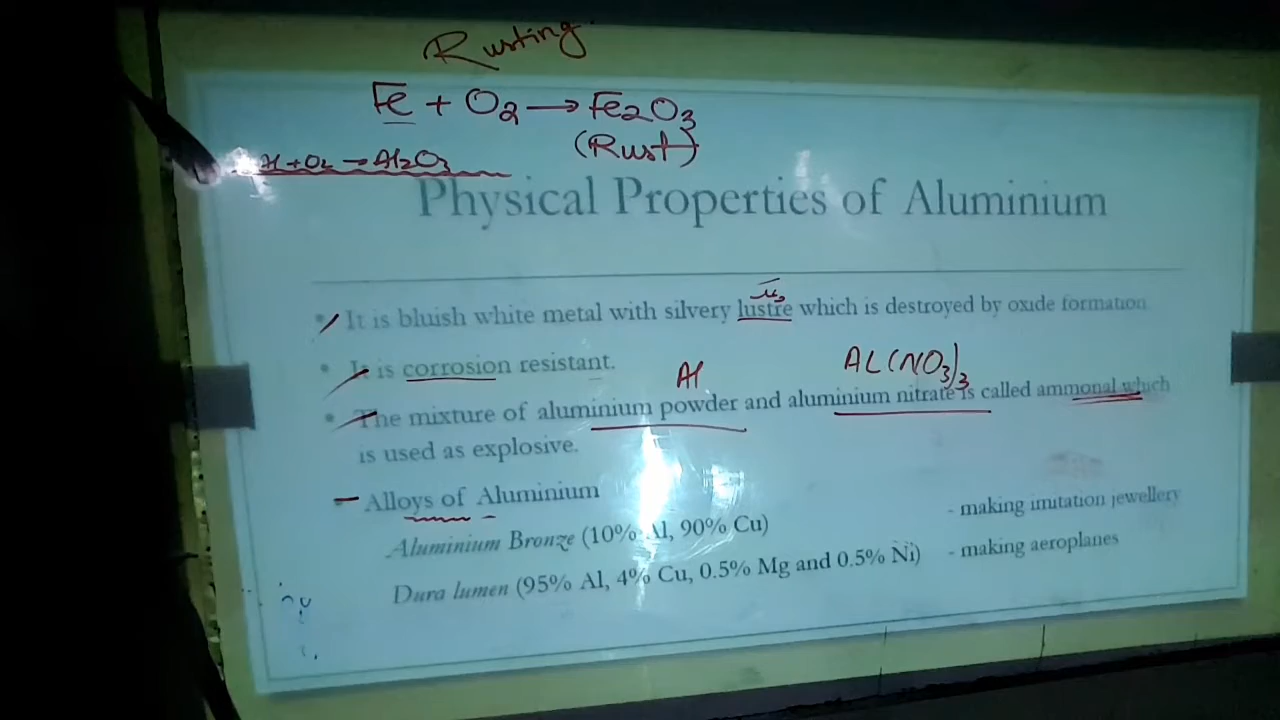 Rusting
Fe + O2 → Fe2O3
(Rust)
Al + O2 → Al2O3
Physical Properties of Aluminium
It is bluish white metal with silvery lustre which is destroyed by oxide formation
It is corrosion resistant.
Al
AL(NO3)3
The mixture of aluminium powder and aluminium nitrate is called ammonal which
is used as explosive.
Alloys of Aluminium
Aluminium Bronze (10% Al, 90% Cu) - making imitation jewellery
Dura lumen (95% Al, 4% Cu, 0.5% Mg and 0.5% Ni) - making aeroplanes